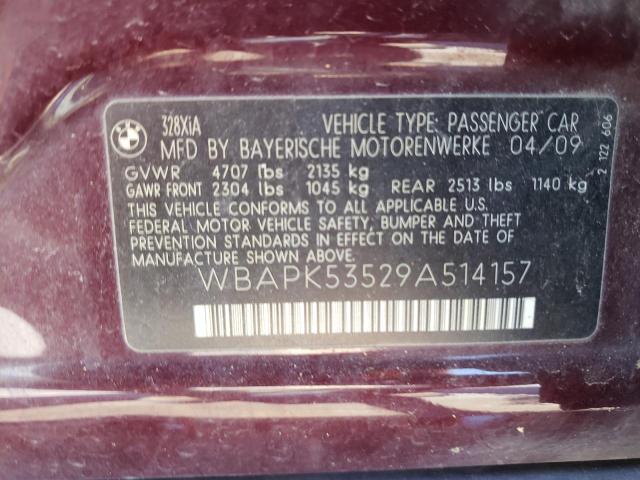 328XiA VEHICLE TYPE: PASSENGER CAR
MFD BY BAYERISCHE MOTORENWERKE 04/09
GVWR 4707 lbs 2135 kg
GAWR FRONT 2304 lbs 1045 kg REAR 2513 lbs 1140 kg
THIS VEHICLE CONFORMS TO ALL APPLICABLE U.S.
FEDERAL MOTOR VEHICLE SAFETY, BUMPER AND THEFT
PREVENTION STANDARDS IN EFFECT ON THE DATE OF
MANUFACTURE SHOWN ABOVE.
WBAPK53529A514157
2 122 606
BMW